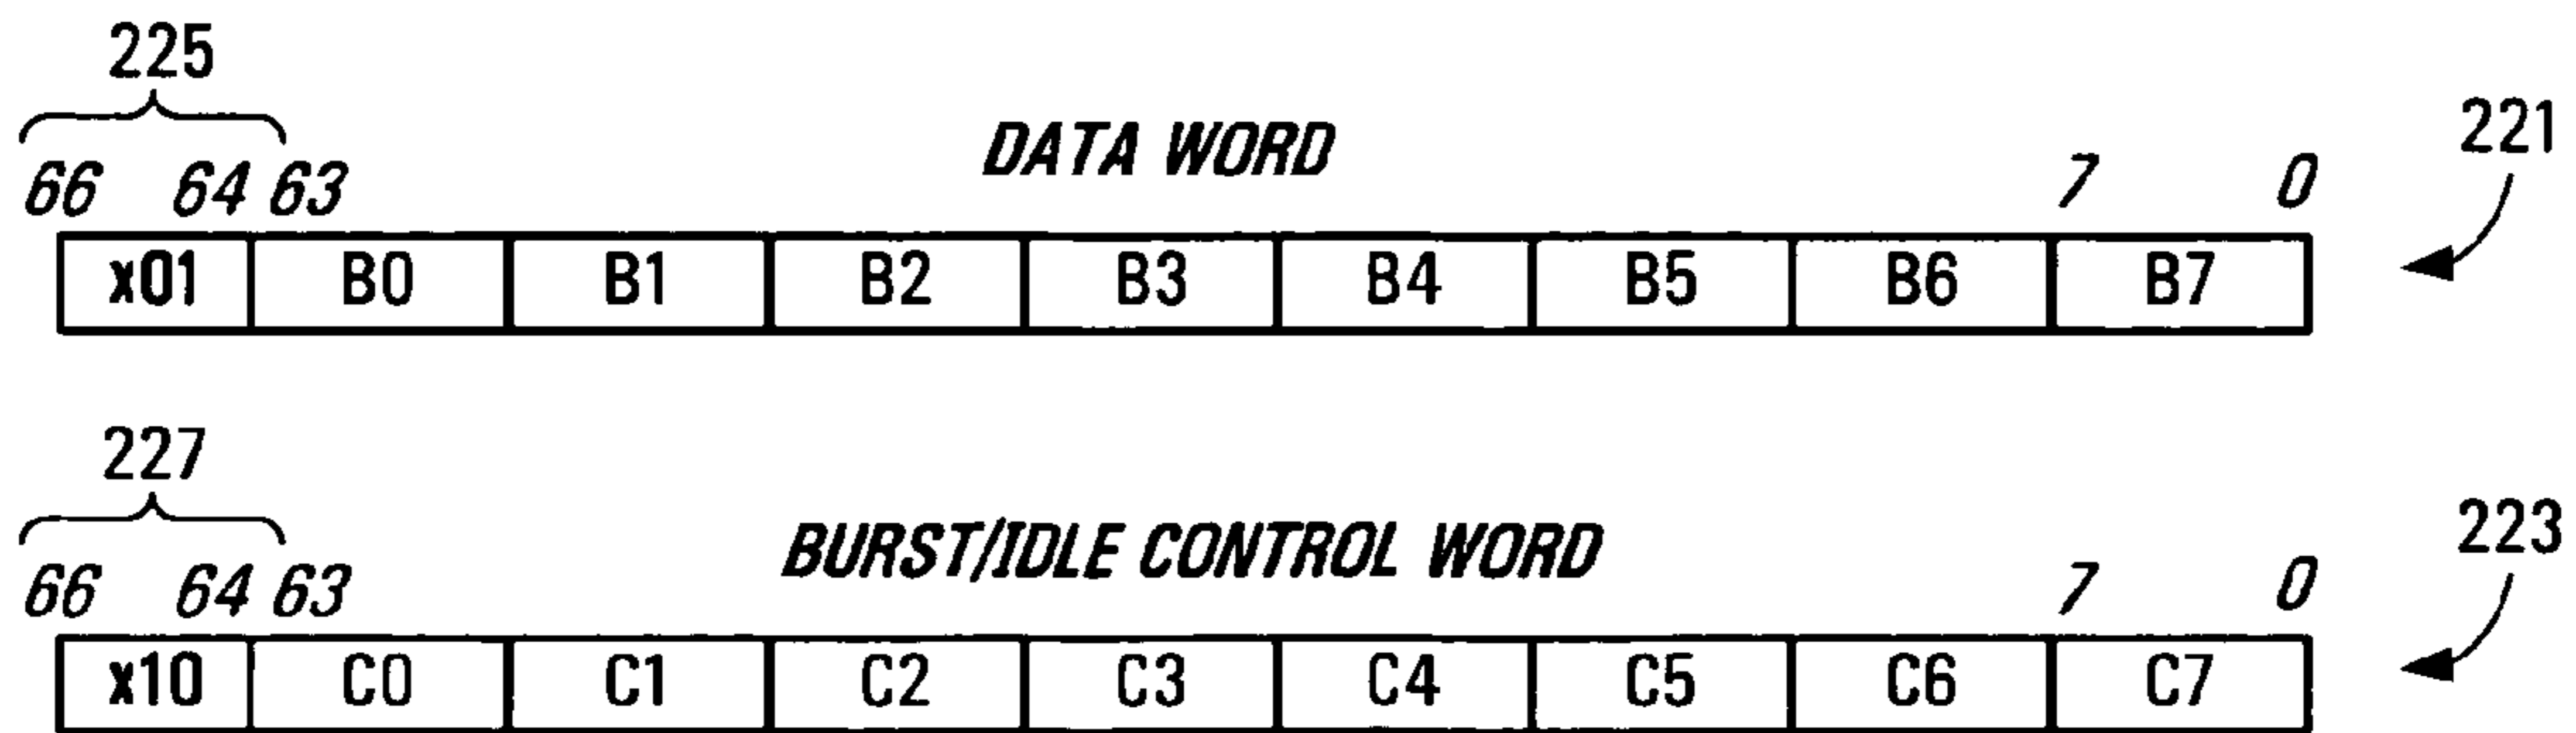 225
DATA WORD
221
66 64 63 7 0
x01 B0 B1 B2 B3 B4 B5 B6 B7
227
BURST/IDLE CONTROL WORD
223
66 64 63 7 0
x10 C0 C1 C2 C3 C4 C5 C6 C7